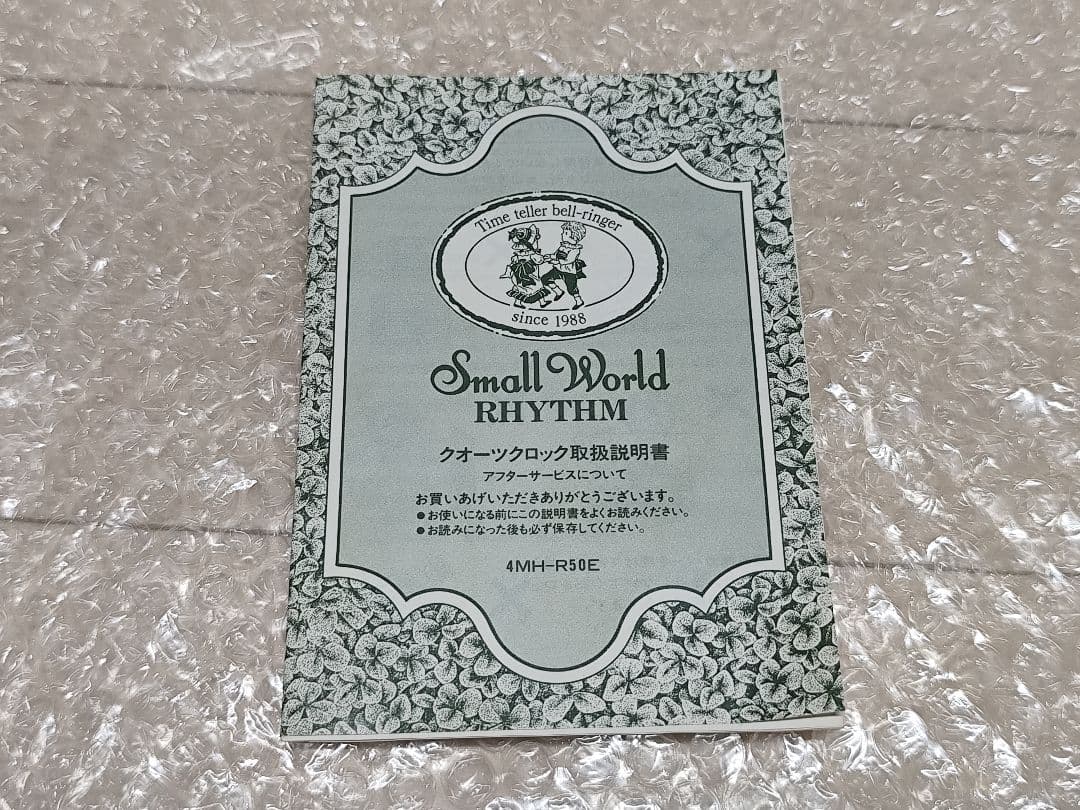 Time teller bell-ringer
since 1988
Small World
RHYTHM
クオーツクロック取扱説明書
アフターサービスについて
お買いあげいただきありがとうございます。
●お使いになる前にこの説明書をよくお読みください。
●お読みになった後も必ず保存してください。
4MH-R50E